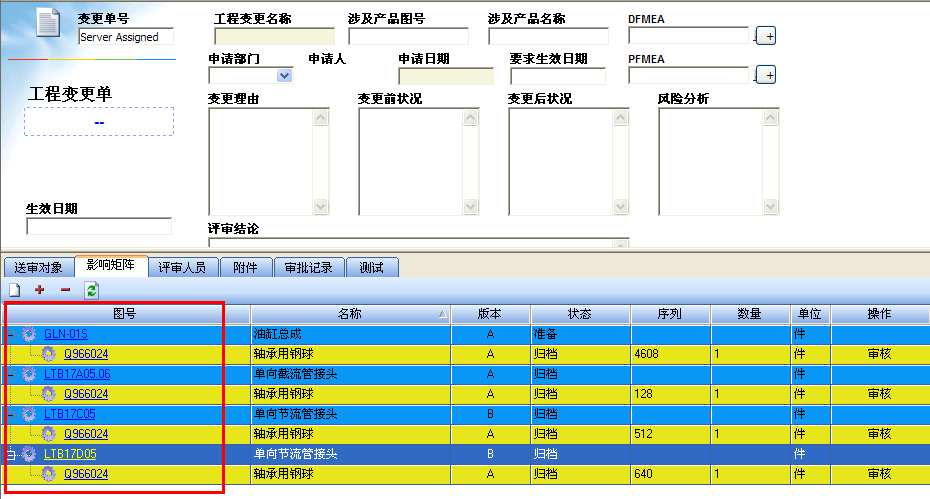 变更单号 工程变更名称 涉及产品图号 涉及产品名称 DFMEA
Server Assigned
+
申请部门 申请人 申请日期 要求生效日期 PFMEA
+
工程变更单
--
变更理由 变更前状况 变更后状况 风险分析
生效日期
评审结论
送审对象 影响矩阵 评审人员 附件 审批记录 测试
图号 名称 版本 状态 序列 数量 单位 操作
GLN-01S 油缸总成 A 准备 件
Q966024 轴承用钢球 A 归档 4608 1 件 审核
LTB17A05.06 单向截流管接头 A 归档 件
Q966024 轴承用钢球 A 归档 128 1 件 审核
LTB17C05 单向节流管接头 B 归档 件
Q966024 轴承用钢球 A 归档 512 1 件 审核
LTB17D05 单向节流管接头 B 归档 件
Q966024 轴承用钢球 A 归档 640 1 件 审核